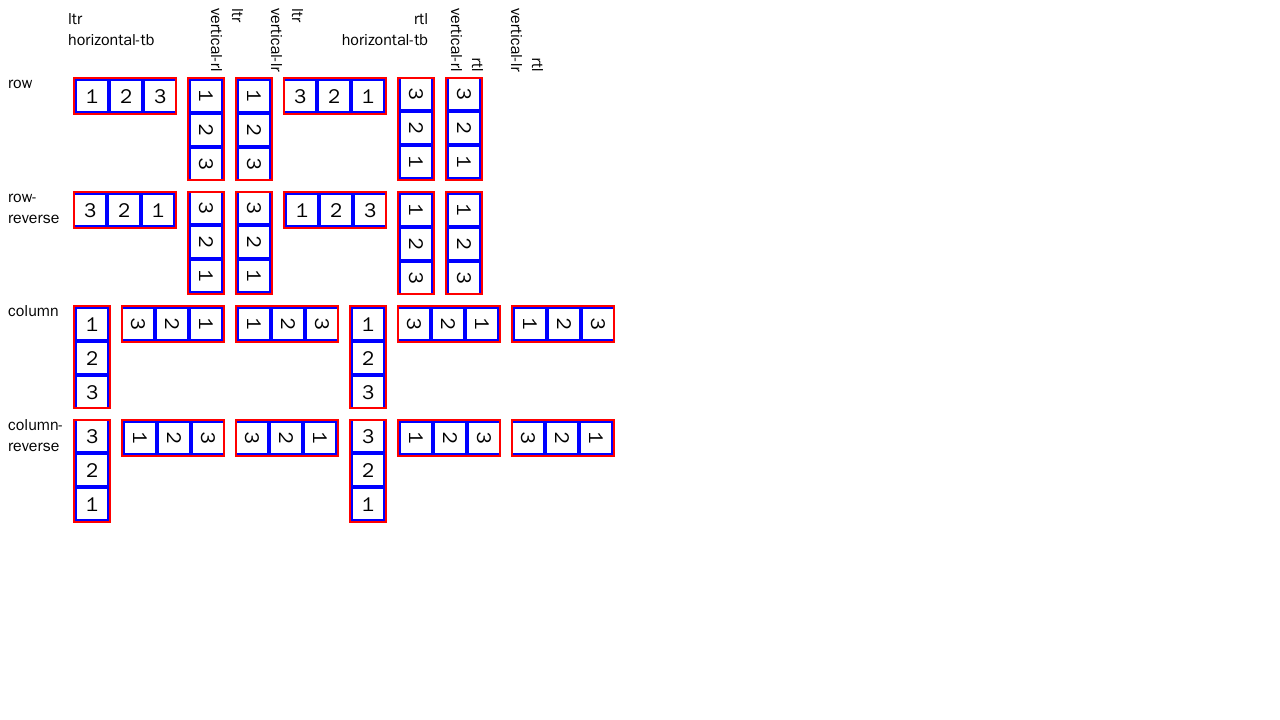 ltr
horizontal-tb
vertical-rl
ltr
vertical-lr
ltr
rtl
horizontal-tb
vertical-rl
rtl
vertical-lr
rtl
row
1 2 3
1 2 3
1 2 3
3 2 1
3 2 1
3 2 1
row-
reverse
3 2 1
3 2 1
3 2 1
1 2 3
1 2 3
1 2 3
column
1
2
3
3 2 1
1 2 3
1
2
3
3 2 1
1 2 3
column-
reverse
3
2
1
1 2 3
3 2 1
3
2
1
1 2 3
3 2 1